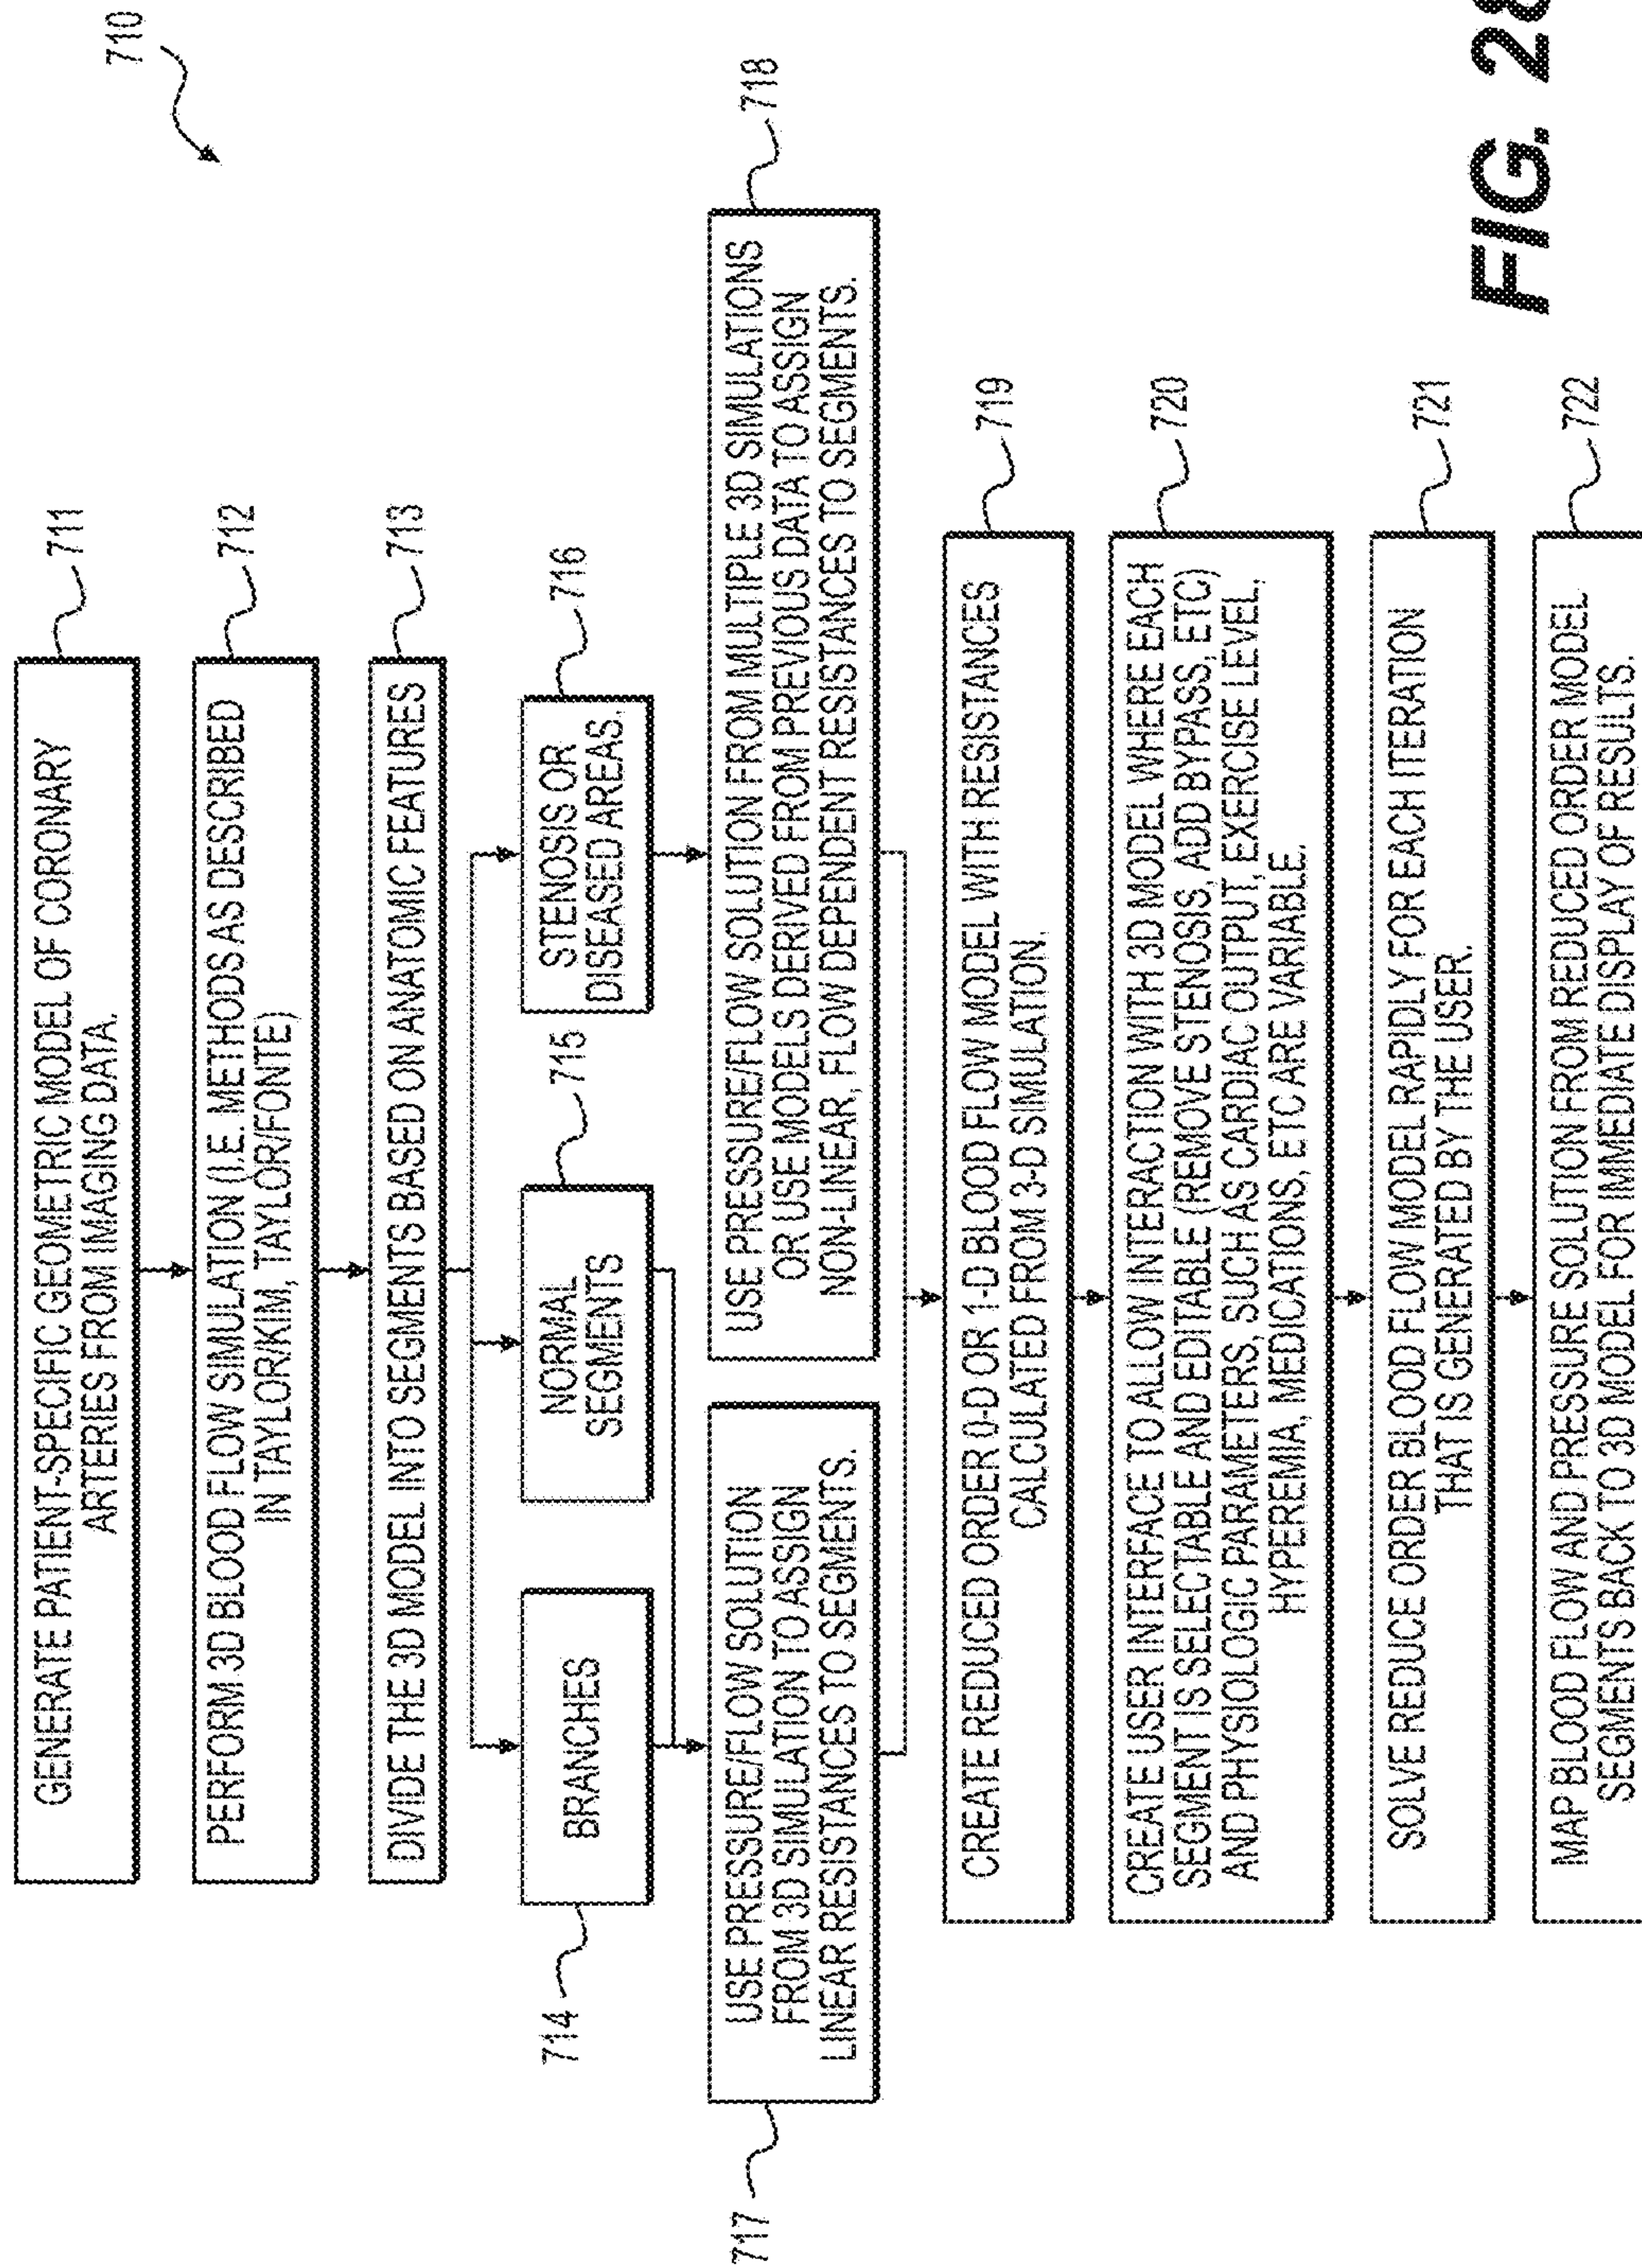 710
GENERATE PATIENT-SPECIFIC GEOMETRIC MODEL OF CORONARY
ARTERIES FROM IMAGING DATA.
711
PERFORM 3D BLOOD FLOW SIMULATION (I.E. METHODS AS DESCRIBED
IN TAYLOR/KIM, TAYLOR/FONTE)
712
DIVIDE THE 3D MODEL INTO SEGMENTS BASED ON ANATOMIC FEATURES
713
714
BRANCHES
NORMAL
SEGMENTS
715
STENOSIS OR
DISEASED AREAS.
716
717
USE PRESSURE/FLOW SOLUTION
FROM 3D SIMULATION TO ASSIGN
LINEAR RESISTANCES TO SEGMENTS.
USE PRESSURE/FLOW SOLUTION FROM MULTIPLE 3D SIMULATIONS
OR USE MODELS DERIVED FROM PREVIOUS DATA TO ASSIGN
NON-LINEAR, FLOW DEPENDENT RESISTANCES TO SEGMENTS.
718
CREATE REDUCED ORDER 0-D OR 1-D BLOOD FLOW MODEL WITH RESISTANCES
CALCULATED FROM 3-D SIMULATION.
719
CREATE USER INTERFACE TO ALLOW INTERACTION WITH 3D MODEL WHERE EACH
SEGMENT IS SELECTABLE AND EDITABLE (REMOVE STENOSIS, ADD BYPASS, ETC)
AND PHYSIOLOGIC PARAMETERS, SUCH AS CARDIAC OUTPUT, EXERCISE LEVEL,
HYPEREMIA, MEDICATIONS, ETC ARE VARIABLE.
720
SOLVE REDUCE ORDER BLOOD FLOW MODEL RAPIDLY FOR EACH ITERATION
THAT IS GENERATED BY THE USER.
721
MAP BLOOD FLOW AND PRESSURE SOLUTION FROM REDUCED ORDER MODEL
SEGMENTS BACK TO 3D MODEL FOR IMMEDIATE DISPLAY OF RESULTS.
722
FIG. 28